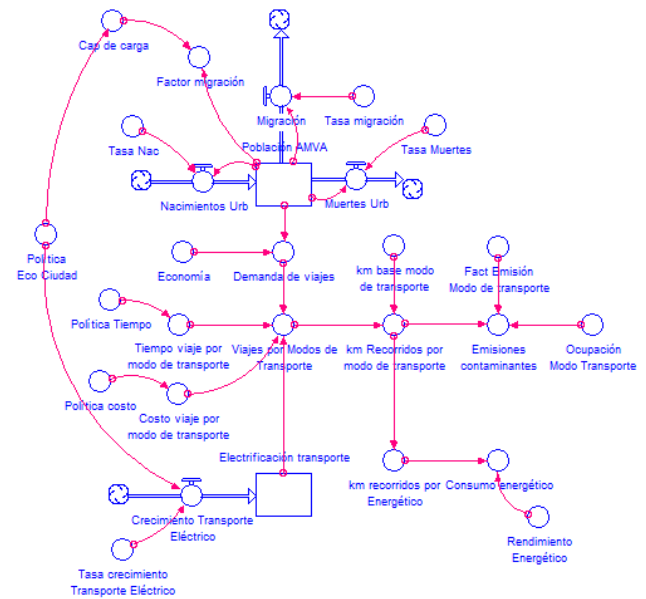 Cap de carga
Factor migración
Migración
Tasa migración
Tasa Nac
Población AMVA
Tasa Muertes
Nacimientos Urb
Muertes Urb
Política
Eco Ciudad
Economía
Demanda de viajes
km base modo
de transporte
Fact Emisión
Modo de transporte
Política Tiempo
Tiempo viaje por
modo de transporte
Viajes por Modos de
Transporte
km Recorridos por
modo de transporte
Emisiones
contaminantes
Ocupación
Modo Transporte
Política costo
Costo viaje por
modo de transporte
Electrificación transporte
km recorridos por
Energético
Consumo energético
Crecimiento Transporte
Eléctrico
Rendimiento
Energético
Tasa crecimiento
Transporte Eléctrico